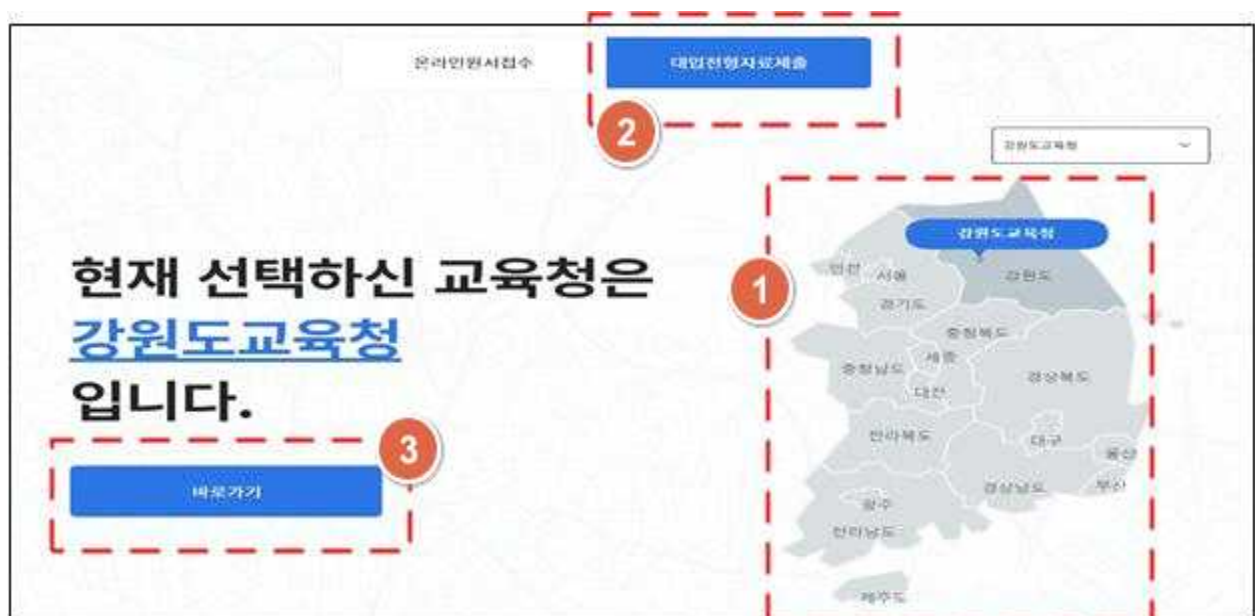 온라인원서접수
대입전형자료제출
2
강원도교육청
현재 선택하신 교육청은
강원도교육청
입니다.
3
바로가기
1
강원도교육청
인천
서울
강원도
경기도
충청북도
충청남도
세종
경상북도
대전
전라북도
대구
울산
경상남도
부산
광주
전라남도
제주도